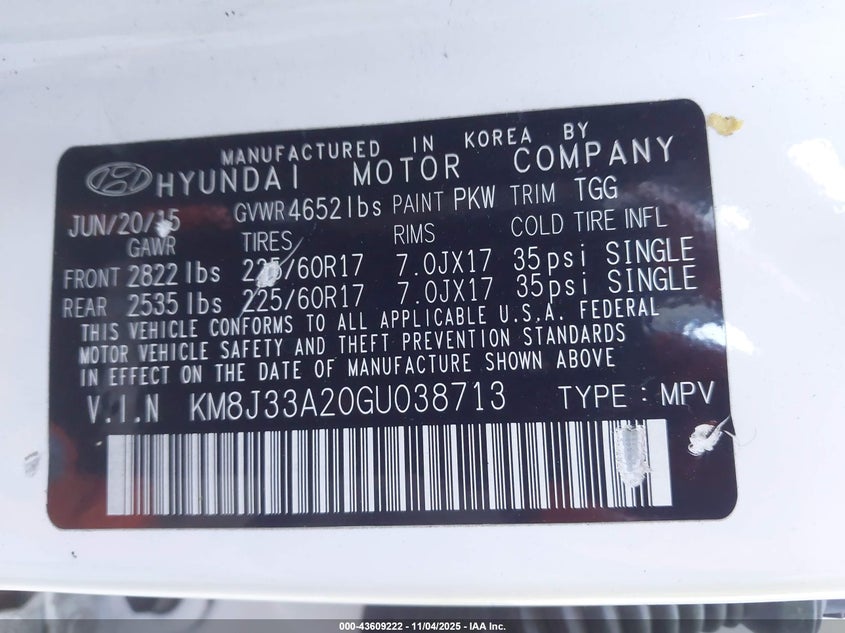 MANUFACTURED IN KOREA BY
HYUNDAI MOTOR COMPANY
JUN/20/15 GVWR 4652lbs PAINT PKW TRIM TGG
GAWR TIRES RIMS COLD TIRE INFL
FRONT 2822 lbs 225/60R17 7.0JX17 35psi SINGLE
REAR 2535 lbs 225/60R17 7.0JX17 35psi SINGLE
THIS VEHICLE CONFORMS TO ALL APPLICABLE U.S.A. FEDERAL
MOTOR VEHICLE SAFETY AND THEFT PREVENTION STANDARDS
IN EFFECT ON THE DATE OF MANUFACTURE SHOWN ABOVE
V.I.N KM8J33A20GU038713 TYPE : MPV
000-43609222 - 11/04/2025 - IAA Inc.